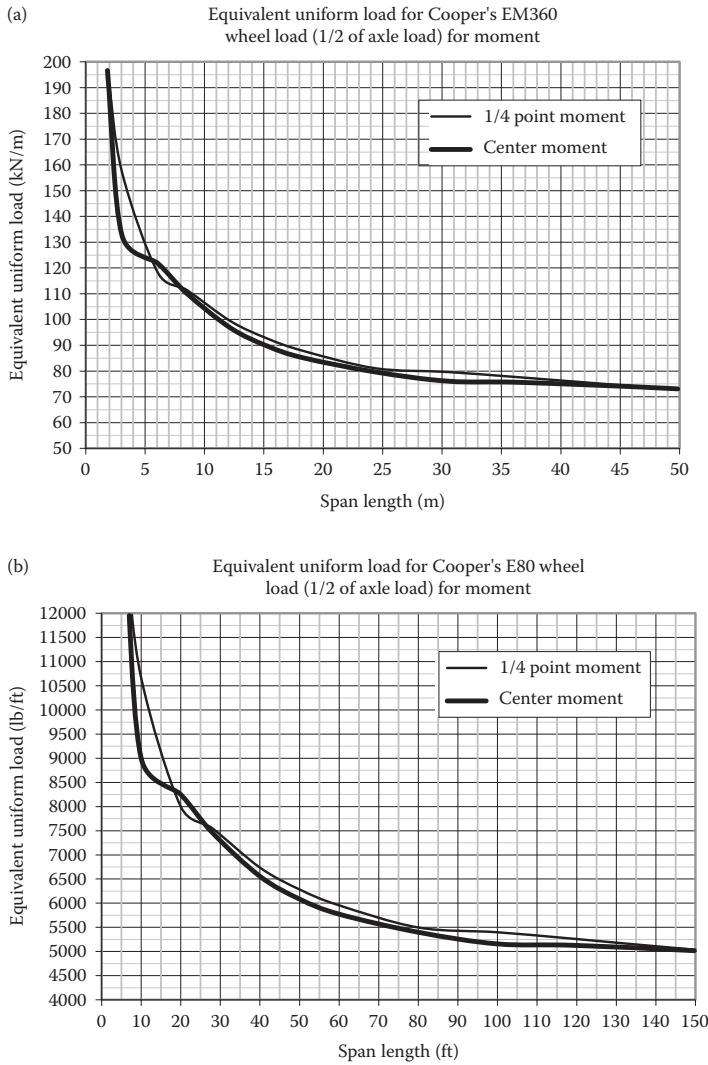 (a)
Equivalent uniform load for Cooper's EM360
wheel load (1/2 of axle load) for moment
200
190
180
170
160
150
140
130
120
110
100
90
80
70
60
50
Equivalent uniform load (kN/m)
1/4 point moment
Center moment
0 5 10 15 20 25 30 35 40 45 50
Span length (m)
(b)
Equivalent uniform load for Cooper's E80 wheel
load (1/2 of axle load) for moment
12000
11500
11000
10500
10000
9500
9000
8500
8000
7500
7000
6500
6000
5500
5000
4500
4000
Equivalent uniform load (lb/ft)
1/4 point moment
Center moment
0 10 20 30 40 50 60 70 80 90 100 110 120 130 140 150
Span length (ft)